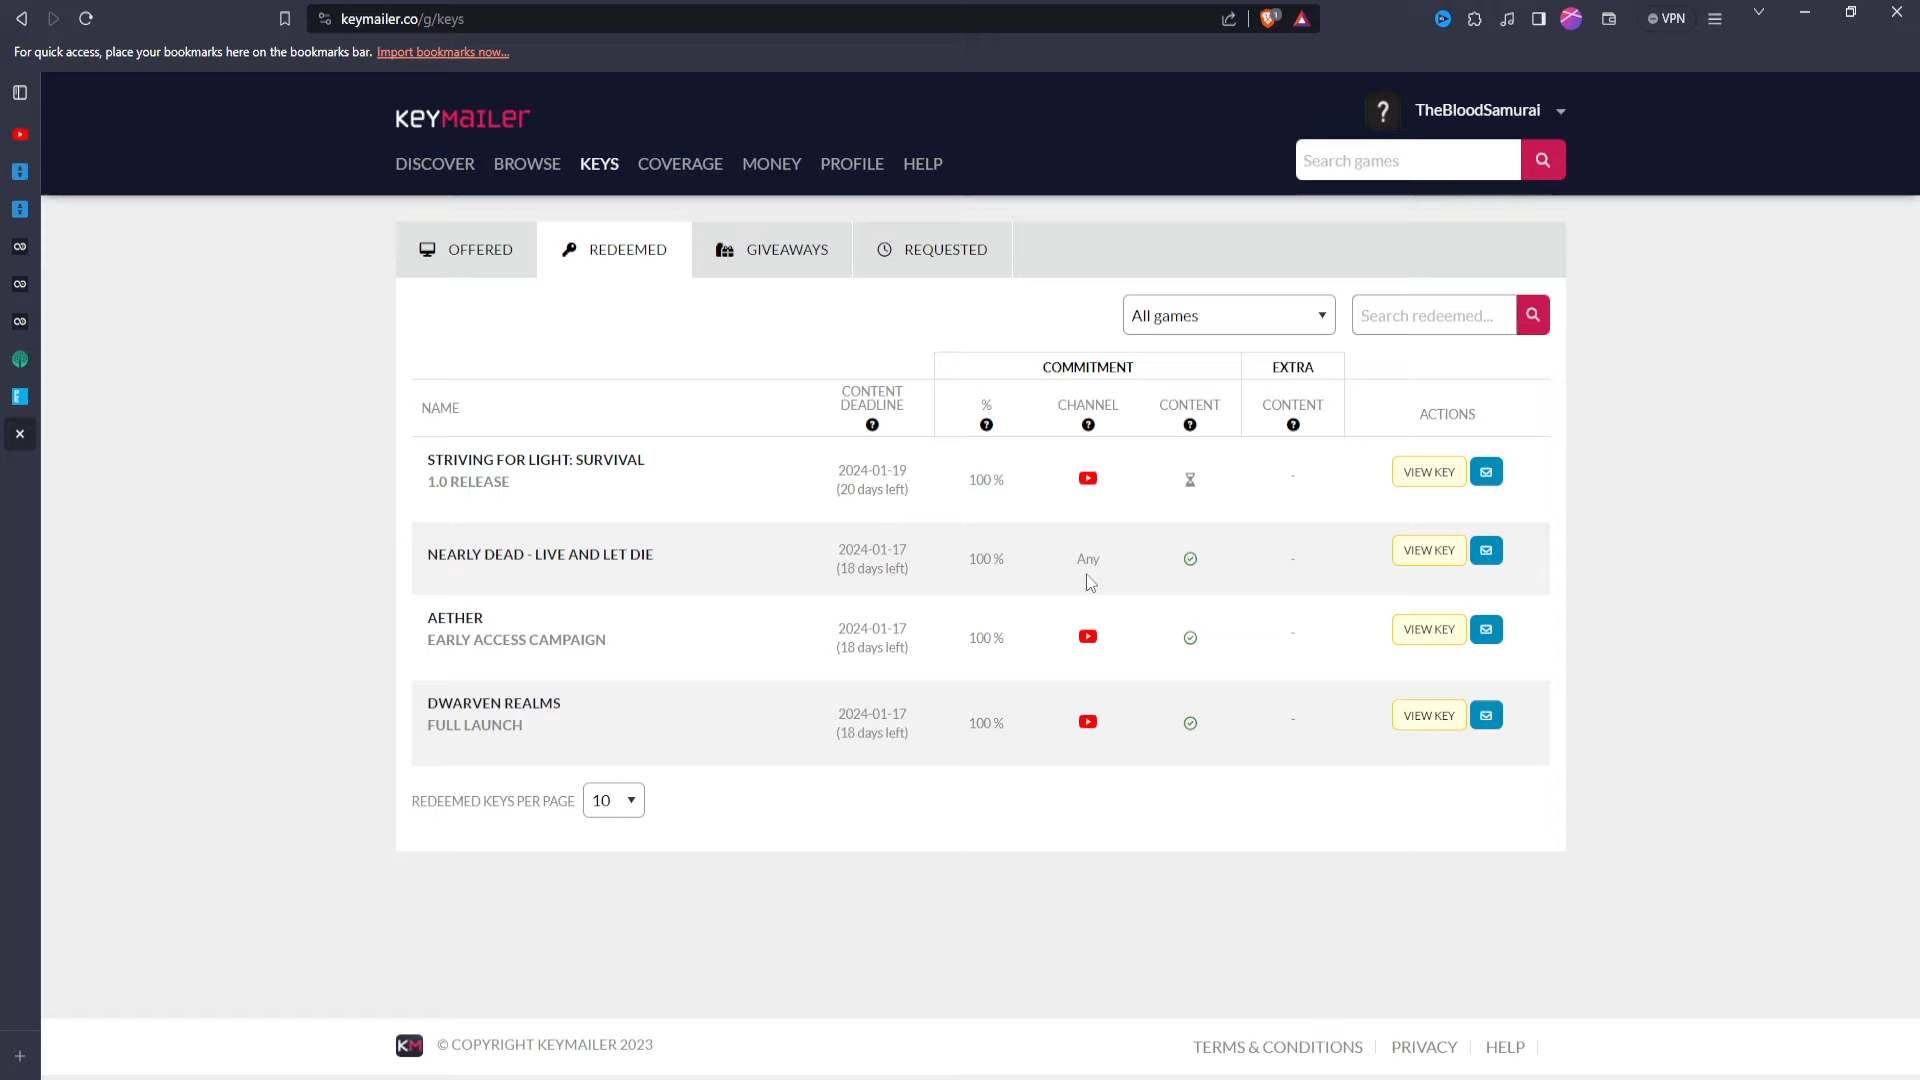 keymailer.co/g/keys
VPN
For quick access, place your bookmarks here on the bookmarks bar. Import bookmarks now...
KEYMAILER
TheBloodSamurai
DISCOVER BROWSE KEYS COVERAGE MONEY PROFILE HELP
Search games
OFFERED REDEEMED GIVEAWAYS REQUESTED
All games
Search redeemed...
COMMITMENT EXTRA
NAME
CONTENT DEADLINE
%
CHANNEL
CONTENT
CONTENT
ACTIONS
STRIVING FOR LIGHT: SURVIVAL
1.0 RELEASE
2024-01-19
(20 days left)
100 %
-
VIEW KEY
NEARLY DEAD - LIVE AND LET DIE
2024-01-17
(18 days left)
100 %
Any
-
VIEW KEY
AETHER
EARLY ACCESS CAMPAIGN
2024-01-17
(18 days left)
100 %
-
VIEW KEY
DWARVEN REALMS
FULL LAUNCH
2024-01-17
(18 days left)
100 %
-
VIEW KEY
REDEEMED KEYS PER PAGE 10
KM © COPYRIGHT KEYMAILER 2023
TERMS & CONDITIONS PRIVACY HELP